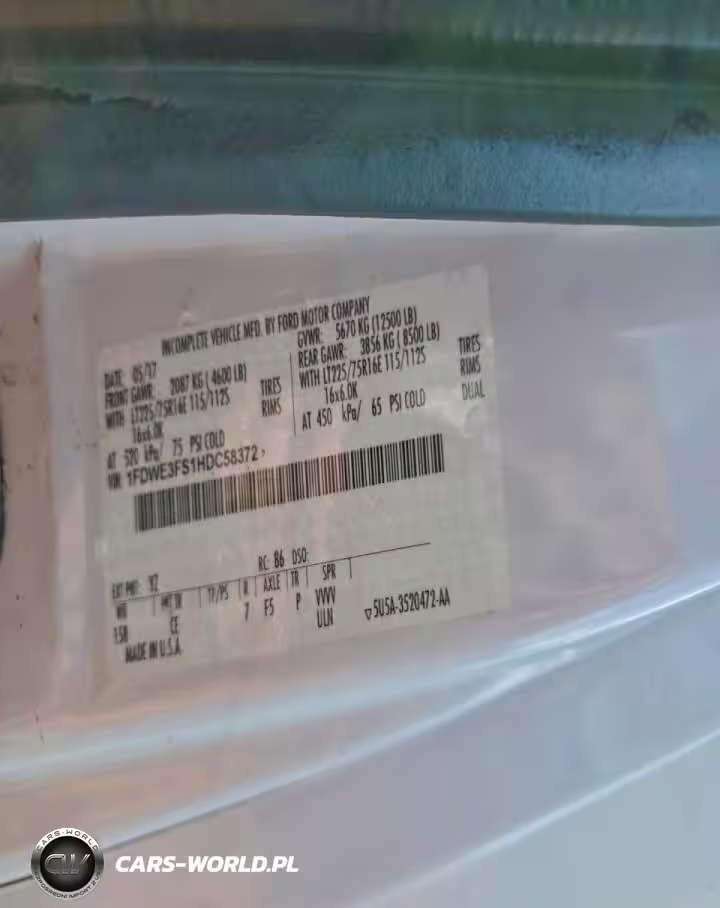 INCOMPLETE VEHICLE MFD. BY FORD MOTOR COMPANY
DATE: 05/17 GVWR: 5670 KG (12500 LB)
FRONT GAWR: 2087 KG (4600 LB) REAR GAWR: 3856 KG (8500 LB)
WITH LT225/75R16E 115/112S TIRES WITH LT225/75R16E 115/112S TIRES
16x6.0K RIMS 16x6.0K RIMS
AT 520 kPa/ 75 PSI COLD AT 450 kPa/ 65 PSI COLD DUAL
VIN: 1FDWE3FS1HDC58372
EXT PNT: YZ RC: 86 DSO:
WB INT TR TP/PS R AXLE TR SPR
158 CE 7 F5 P VVVV
ULN
MADE IN U.S.A. ▽5U5A-3520472-AA
CARS-WORLD
CW
CARS-WORLD.PL